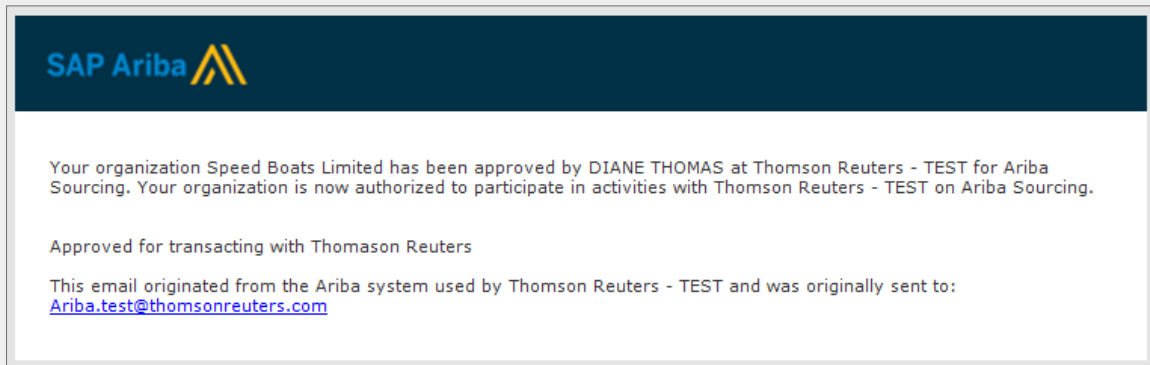 SAP Ariba
Your organization Speed Boats Limited has been approved by DIANE THOMAS at Thomson Reuters - TEST for Ariba
Sourcing. Your organization is now authorized to participate in activities with Thomson Reuters - TEST on Ariba Sourcing.
Approved for transacting with Thomason Reuters
This email originated from the Ariba system used by Thomson Reuters - TEST and was originally sent to:
Ariba.test@thomsonreuters.com